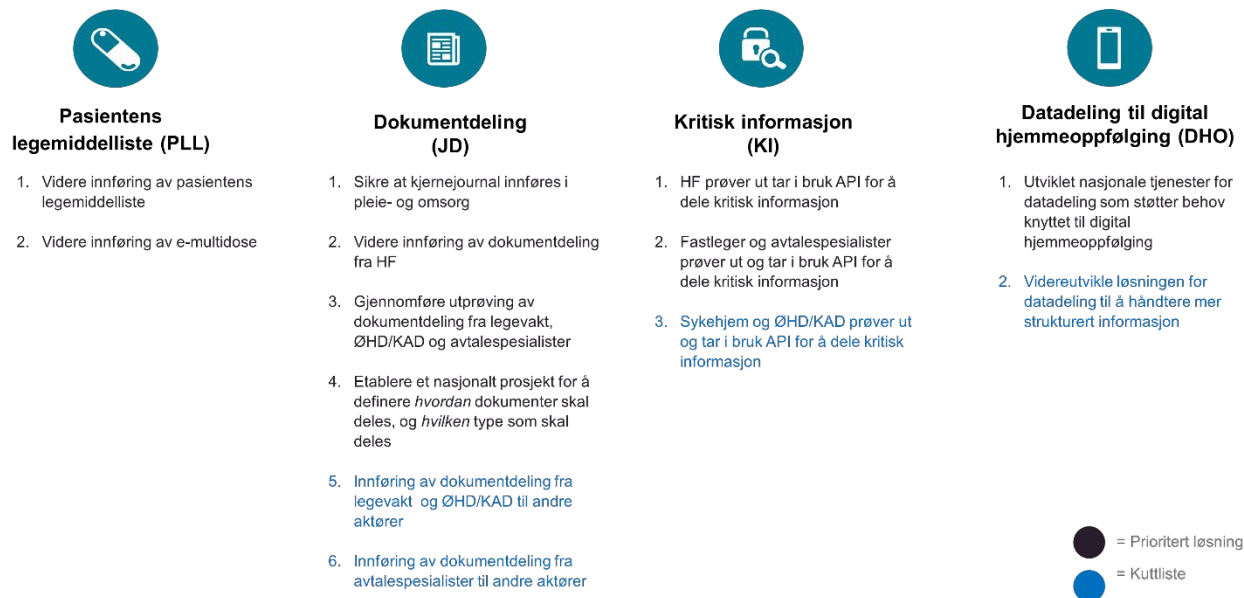 Pasientens
legemiddelliste (PLL)
1. Videre innføring av pasientens
legemiddelliste
2. Videre innføring av e-multidose
Dokumentdeling
(JD)
1. Sikre at kjernejournal innføres i
pleie- og omsorg
2. Videre innføring av dokumentdeling
fra HF
3. Gjennomføre utprøving av
dokumentdeling fra legevakt,
ØHD/KAD og avtalespesialister
4. Etablere et nasjonalt prosjekt for å
definere hvordan dokumenter skal
deles, og hvilken type som skal
deles
5. Innføring av dokumentdeling fra
legevakt og ØHD/KAD til andre
aktører
6. Innføring av dokumentdeling fra
avtalespesialister til andre aktører
Kritisk informasjon
(KI)
1. HF prøver ut tar i bruk API for å
dele kritisk informasjon
2. Fastleger og avtalespesialister
prøver ut og tar i bruk API for å
dele kritisk informasjon
3. Sykehjem og ØHD/KAD prøver ut
og tar i bruk API for å dele kritisk
informasjon
Datadeling til digital
hjemmeoppfølging (DHO)
1. Utviklet nasjonale tjenester for
datadeling som støtter behov
knyttet til digital
hjemmeoppfølging
2. Videreutvikle løsningen for
datadeling til å håndtere mer
strukturert informasjon
= Prioritert løsning
= Kuttliste